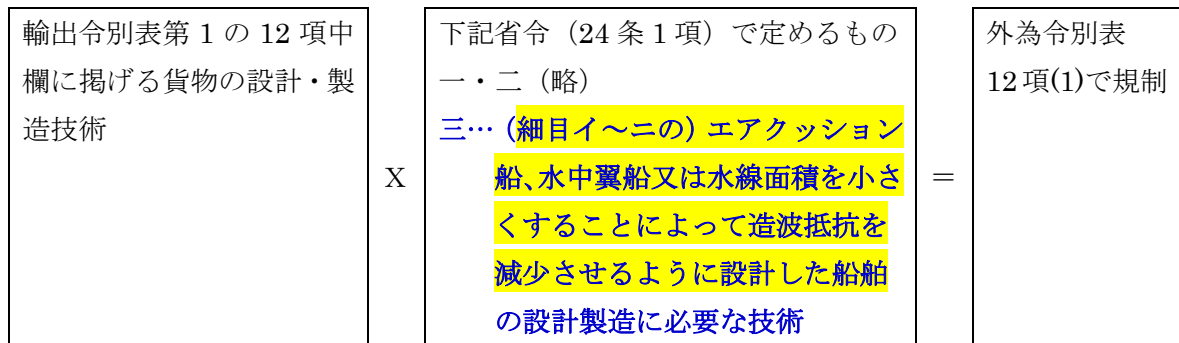 輸出令別表第 1 の 12 項中
欄に掲げる貨物の設計・製
造技術
X
下記省令（24 条 1 項）で定めるもの
一・二（略）
三…（細目イ～ニの）エアクッション
船、水中翼船又は水線面積を小さ
くすることによって造波抵抗を
減少させるように設計した船舶
の設計製造に必要な技術
＝
外為令別表
12 項(1)で規制